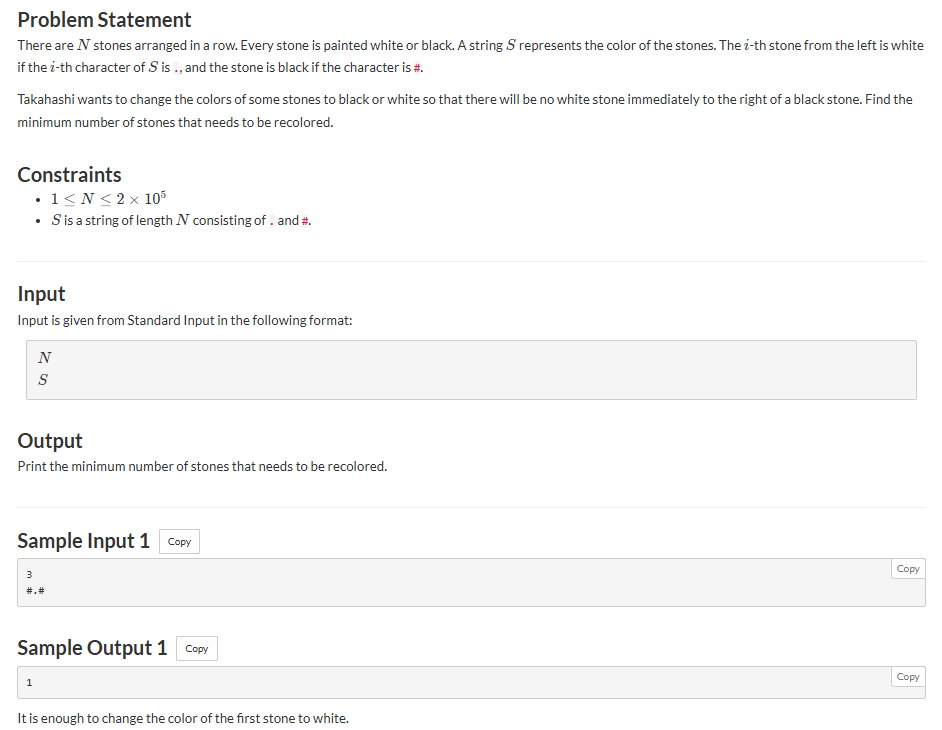 Problem Statement
There are N stones arranged in a row. Every stone is painted white or black. A string S represents the color of the stones. The i-th stone from the left is white
if the i-th character of S is ., and the stone is black if the character is #.
Takahashi wants to change the colors of some stones to black or white so that there will be no white stone immediately to the right of a black stone. Find the
minimum number of stones that needs to be recolored.
Constraints
• 1 ≤ N ≤ 2 × 10⁵
• S is a string of length N consisting of . and #.
Input
Input is given from Standard Input in the following format:
N
S
Output
Print the minimum number of stones that needs to be recolored.
Sample Input 1 Copy
Copy
3
#.#
Sample Output 1 Copy
Copy
1
It is enough to change the color of the first stone to white.